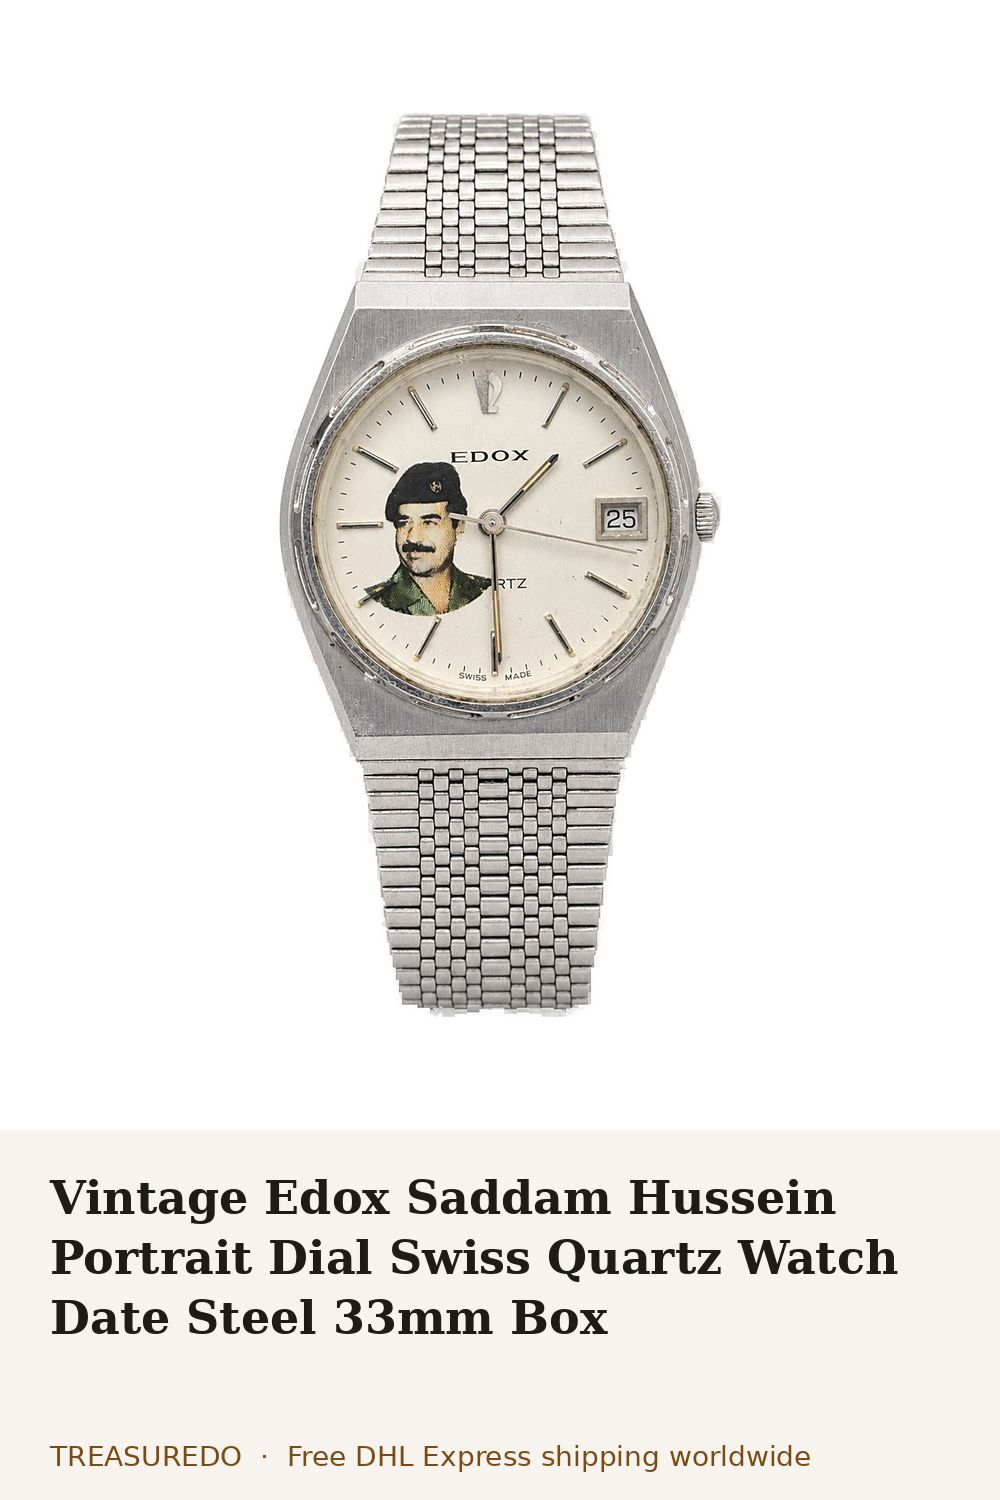 EDOX
25
RTZ
SWISS MADE
Vintage Edox Saddam Hussein
Portrait Dial Swiss Quartz Watch
Date Steel 33mm Box
TREASUREDO · Free DHL Express shipping worldwide